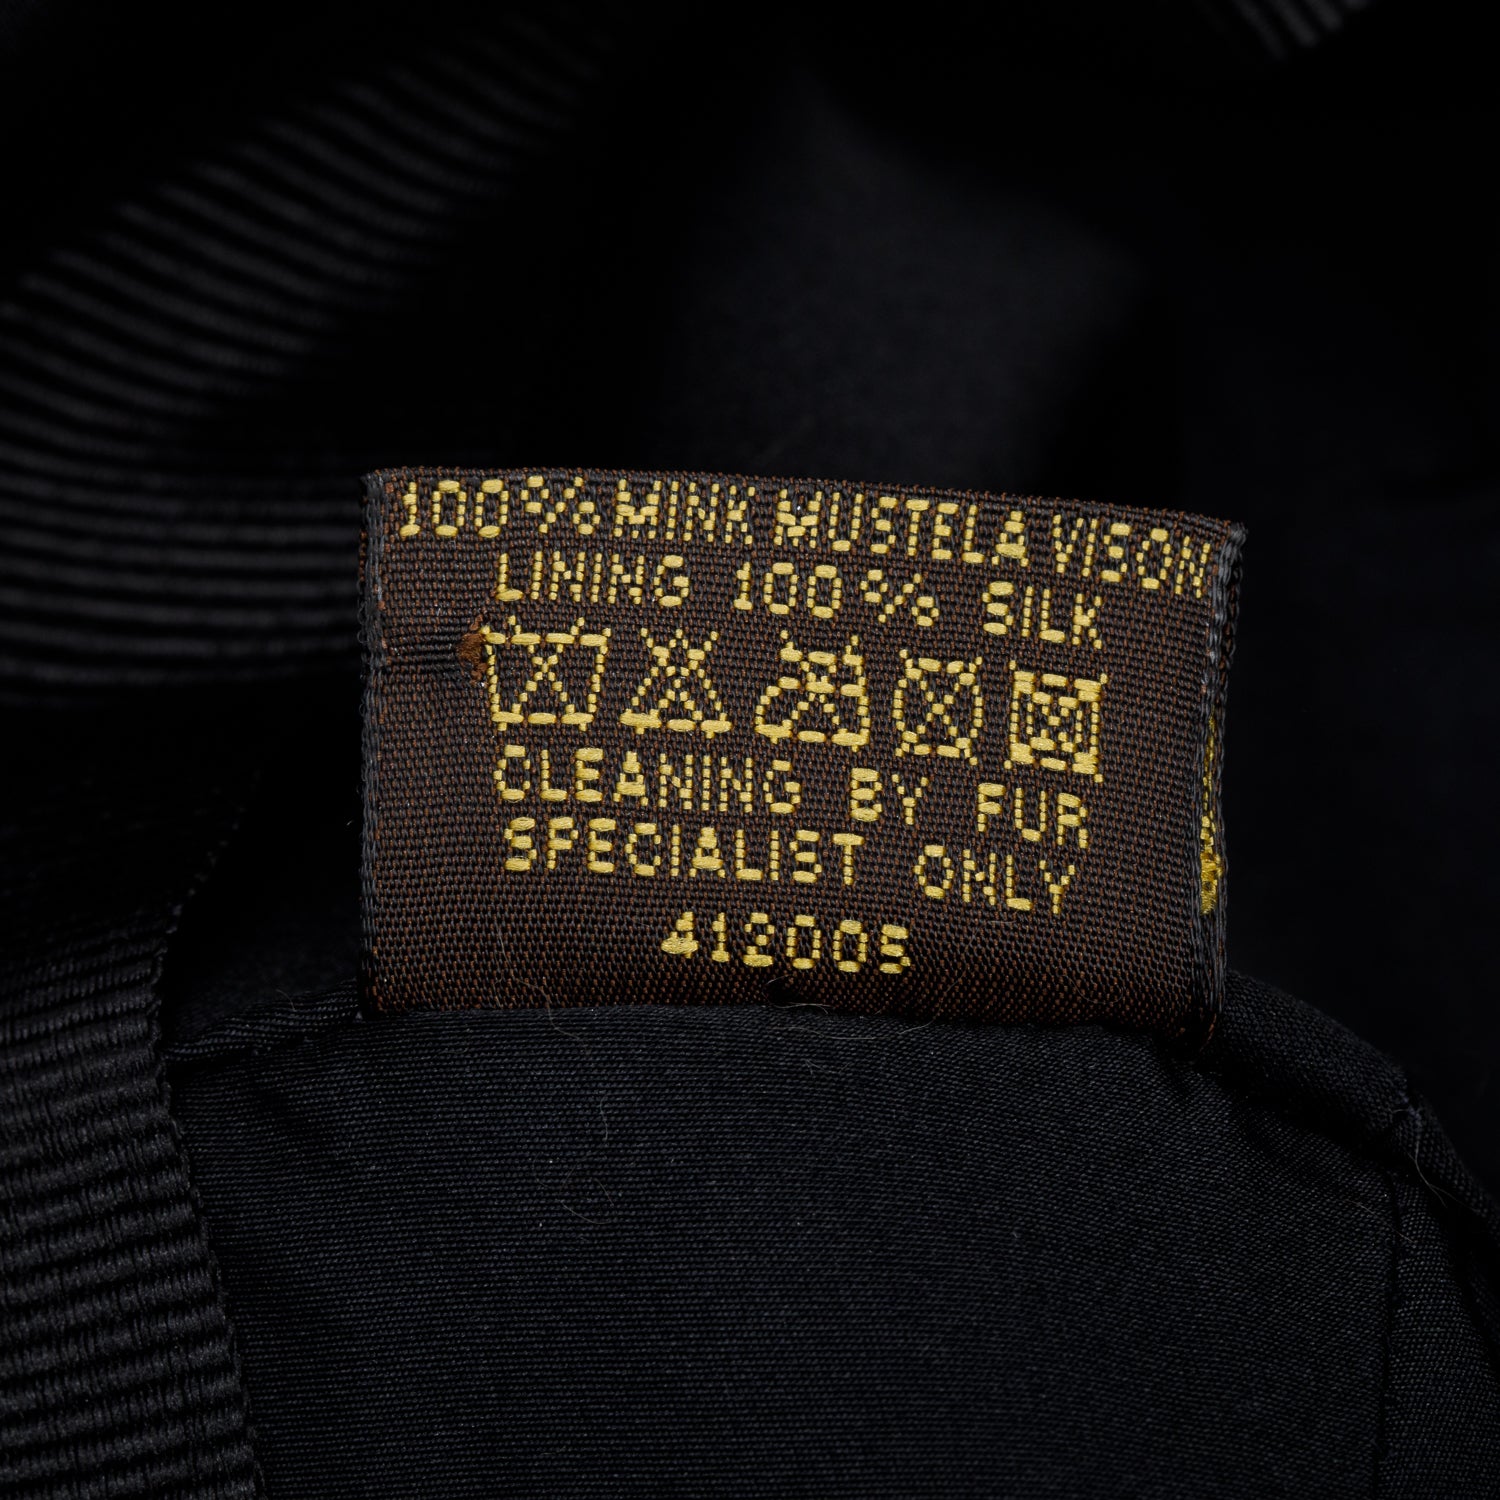 100% MINK MUSTELA VISON
LINING 100% SILK
CLEANING BY FUR
SPECIALIST ONLY
412005